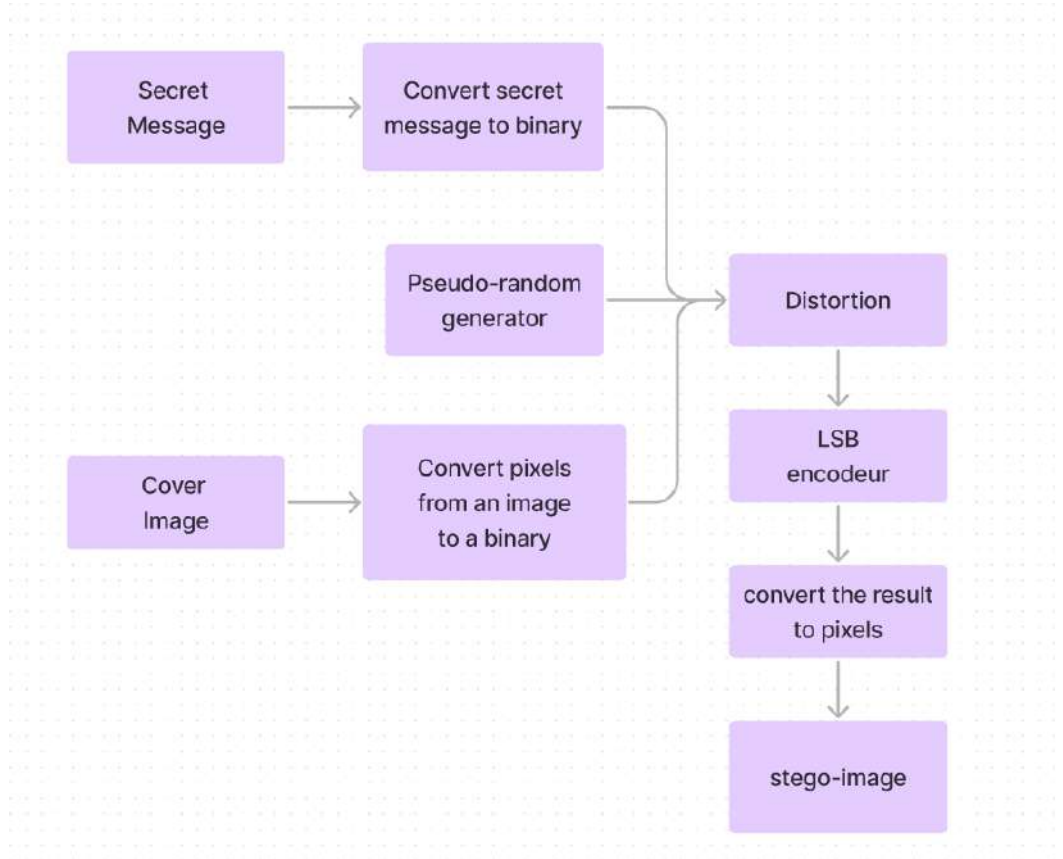 Secret
Message
Convert secret
message to binary
Pseudo-random
generator
Distortion
Cover
Image
Convert pixels
from an image
to a binary
LSB
encodeur
convert the result
to pixels
stego-image